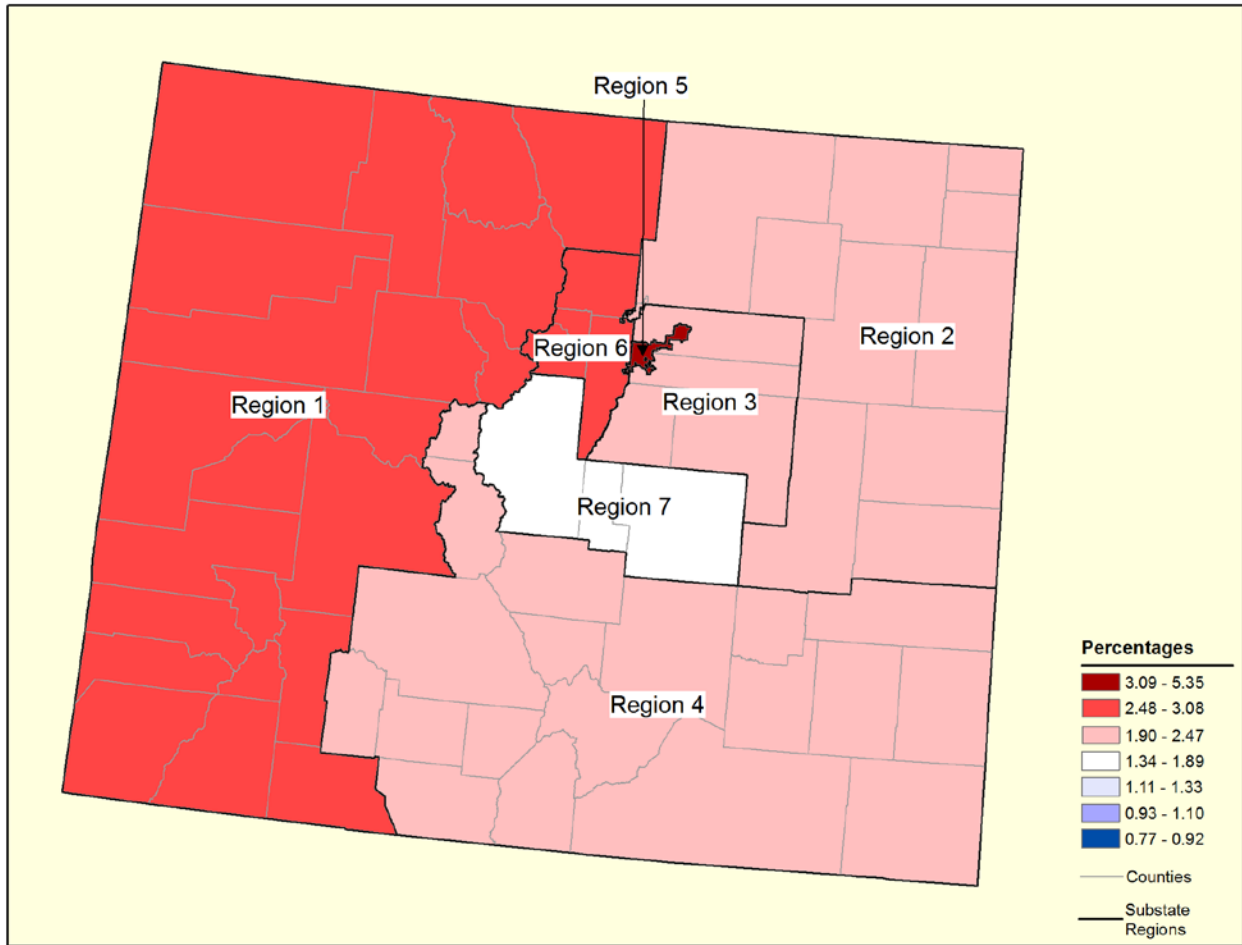 Region 5
Region 2
Region 6
Region 3
Region 1
Region 7
Region 4
Percentages
3.09 - 5.35
2.48 - 3.08
1.90 - 2.47
1.34 - 1.89
1.11 - 1.33
0.93 - 1.10
0.77 - 0.92
Counties
Substate
Regions